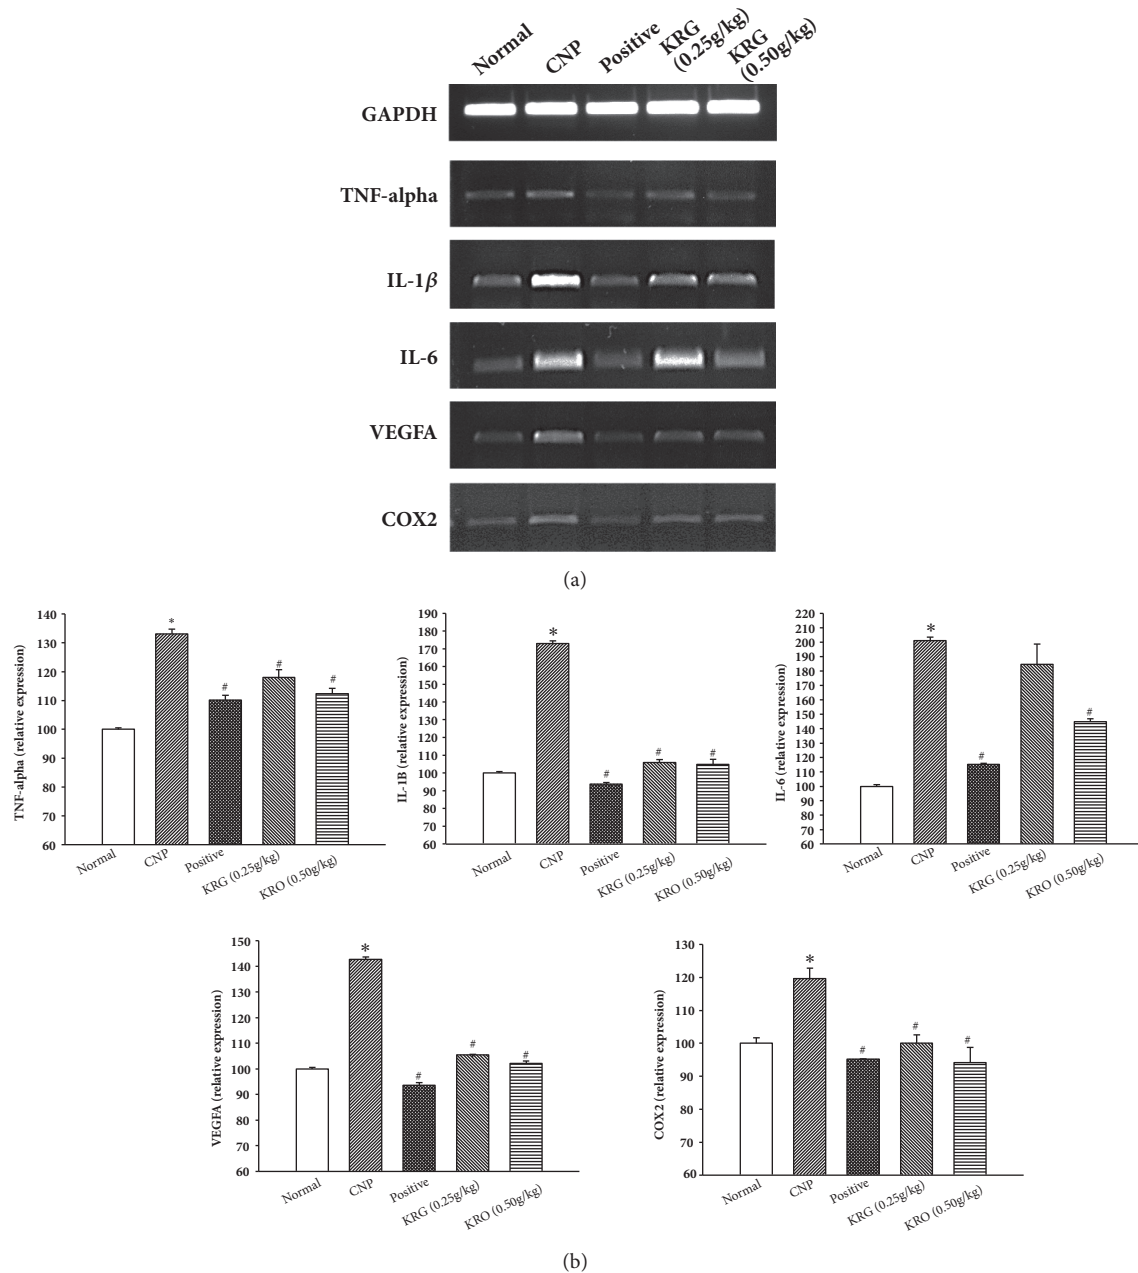 Normal
CNP
Positive
KRG
(0.25g/kg)
KRG
(0.50g/kg)
GAPDH
TNF-alpha
IL-1β
IL-6
VEGFA
COX2
(a)
TNF-alpha (relative expression)
140
130
120
110
100
90
80
70
60
*
#
#
#
Normal
CNP
Positive
KRG (0.25g/kg)
KRO (0.50g/kg)
IL-1B (relative expression)
190
180
170
160
150
140
130
120
110
100
90
80
70
60
*
#
#
#
Normal
CNP
Positive
KRG (0.25g/kg)
KRO (0.50g/kg)
IL-6 (relative expression)
220
210
200
190
180
170
160
150
140
130
120
110
100
90
80
70
60
*
#
#
Normal
CNP
Positive
KRG (0.25g/kg)
KRO (0.50g/kg)
VEGFA (relative expression)
150
140
130
120
110
100
90
80
70
60
*
#
#
#
Normal
CNP
Positive
KRG (0.25g/kg)
KRO (0.50g/kg)
COX2 (relative expression)
130
120
110
100
90
80
70
60
*
#
#
#
Normal
CNP
Positive
KRG (0.25g/kg)
KRO (0.50g/kg)
(b)